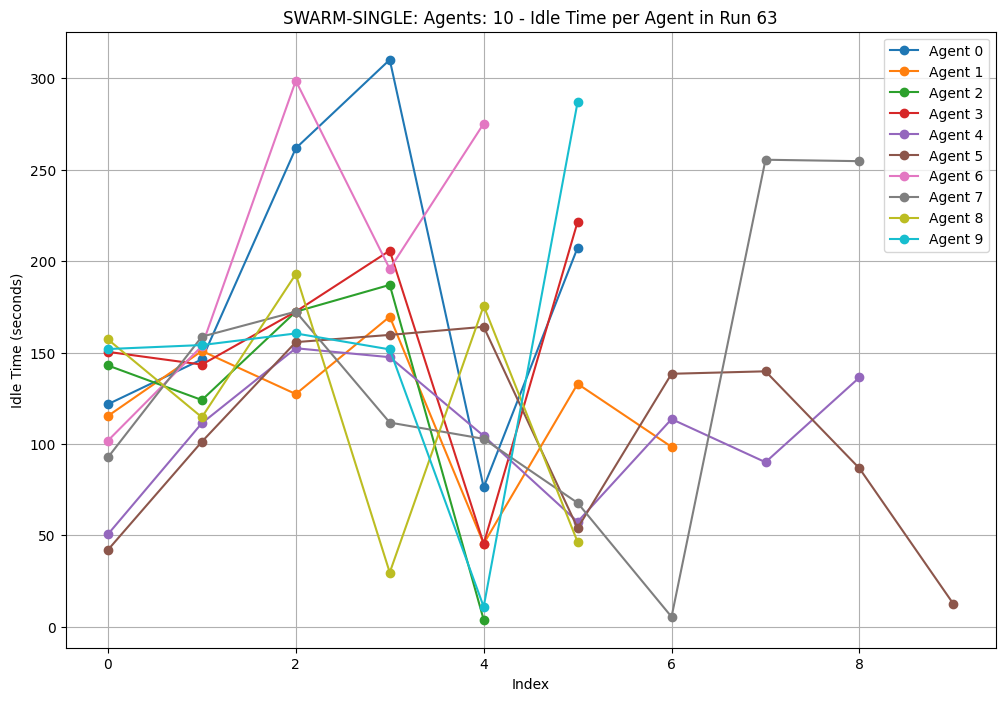 SWARM-SINGLE: Agents: 10 - Idle Time per Agent in Run 63
Idle Time (seconds)
300
250
200
150
100
50
0
0
2
4
6
8
Index
Agent 0
Agent 1
Agent 2
Agent 3
Agent 4
Agent 5
Agent 6
Agent 7
Agent 8
Agent 9